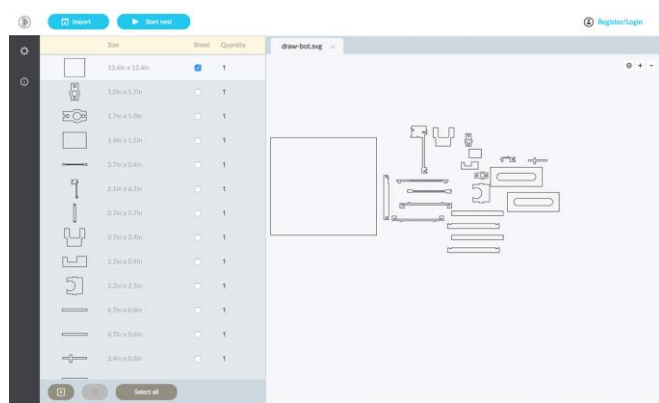 Import
Start nest
Register/Login
Size Sheet Quantity
draw-bot.svg ×
13.6in x 12.6in 1
1.0in x 1.7in 1
1.7in x 1.0in 1
1.6in x 1.1in 1
5.7in x 0.4in 1
2.1in x 6.1in 1
0.7in x 5.7in 1
2.7in x 2.4in 1
2.2in x 0.9in 1
2.2in x 2.5in 1
6.7in x 0.6in 1
6.7in x 0.6in 1
2.4in x 0.8in 1
Select all